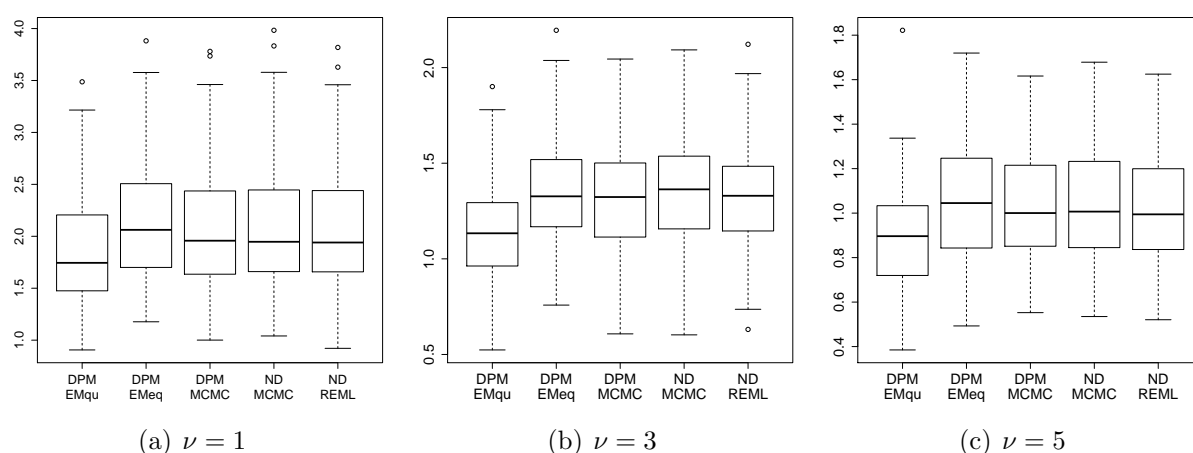 4.0
3.5
3.0
2.5
2.0
1.5
1.0
DPM DPM DPM ND ND
EMqu EMeq MCMC MCMC REML
(a) ν = 1
2.0
1.5
1.0
0.5
DPM DPM DPM ND ND
EMqu EMeq MCMC MCMC REML
(b) ν = 3
1.8
1.6
1.4
1.2
1.0
0.8
0.6
0.4
DPM DPM DPM ND ND
EMqu EMeq MCMC MCMC REML
(c) ν = 5